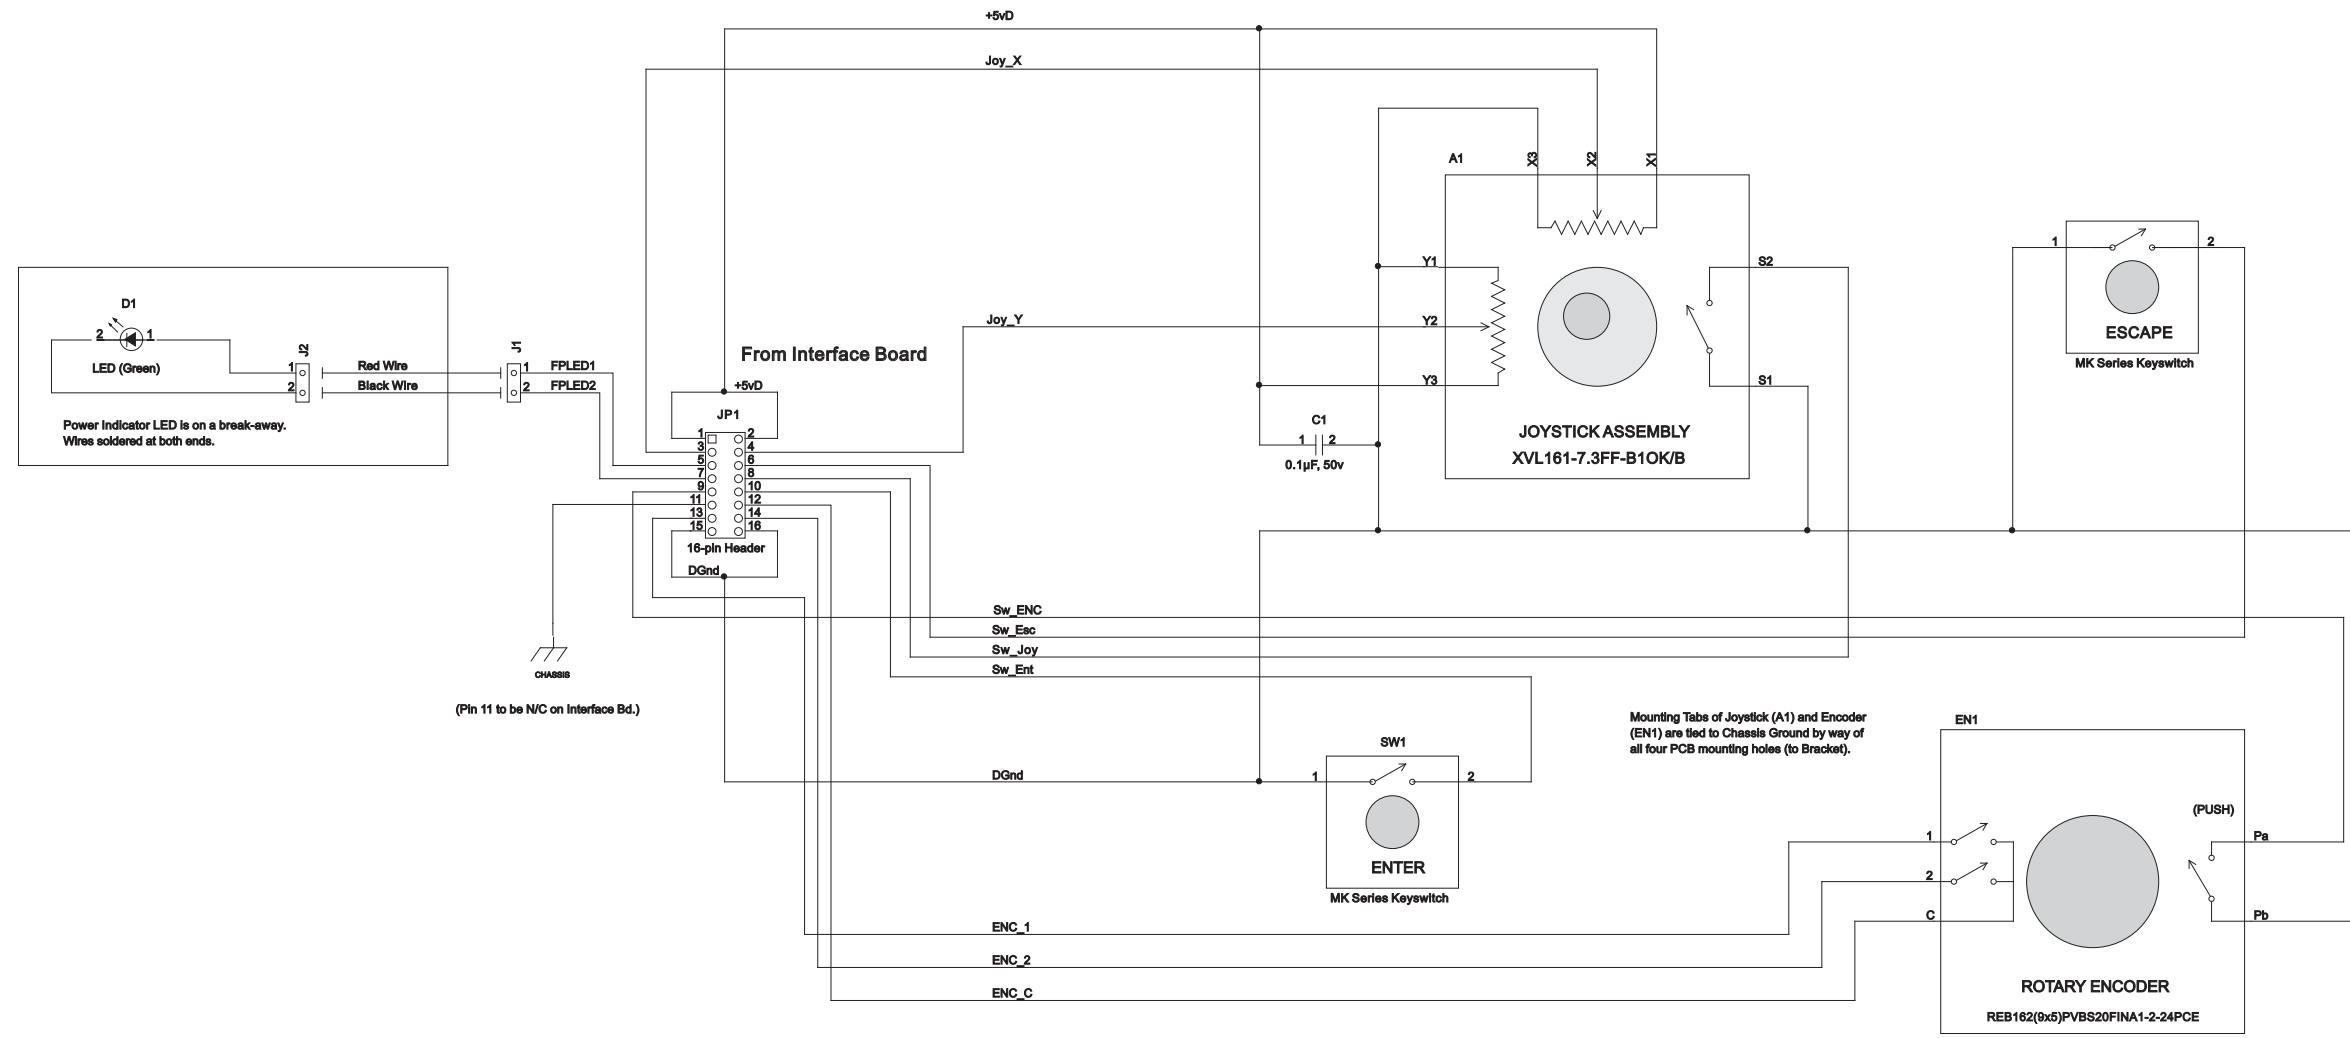 +5vD
Joy_X
A1
X3
X2
X1
Y1
S2
1
2
ESCAPE
MK Series Keyswitch
D1
2
1
LED (Green)
J2
1
2
Red Wire
Black Wire
J1
1
2
FPLED1
FPLED2
Power Indicator LED is on a break-away.
Wires soldered at both ends.
Joy_Y
Y2
From Interface Board
+5vD
Y3
S1
JP1
1 2
3 4
5 6
7 8
9 10
11 12
13 14
15 16
16-pin Header
DGnd
C1
1 2
0.1µF, 50v
JOYSTICK ASSEMBLY
XVL161-7.3FF-B1OK/B
Sw_ENC
Sw_Esc
Sw_Joy
Sw_Ent
CHASSIS
(Pin 11 to be N/C on Interface Bd.)
Mounting Tabs of Joystick (A1) and Encoder
(EN1) are tied to Chassis Ground by way of
all four PCB mounting holes (to Bracket).
EN1
SW1
DGnd
1
2
ENTER
MK Series Keyswitch
(PUSH)
1
Pa
2
C
Pb
ENC_1
ENC_2
ENC_C
ROTARY ENCODER
REB162(9x5)PVBS20FINA1-2-24PCE